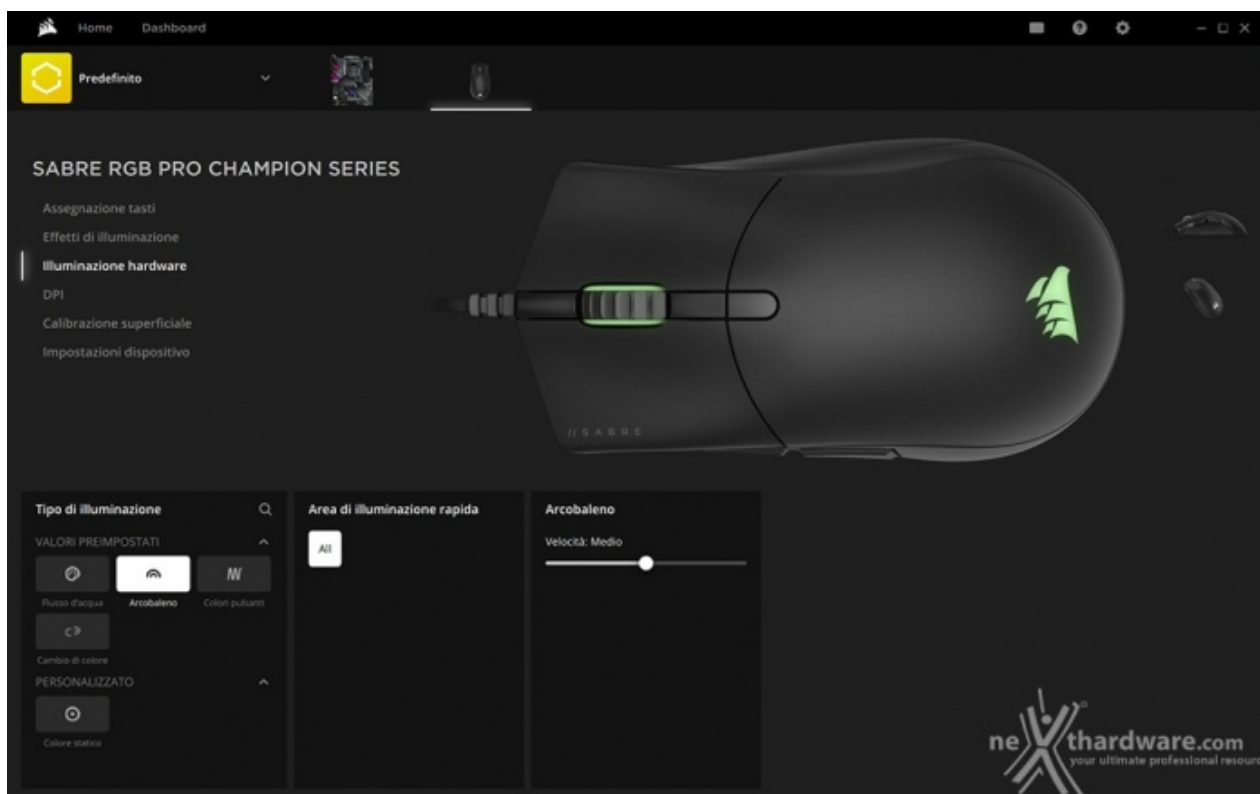 Home Dashboard
Predefinito
SABRE RGB PRO CHAMPION SERIES
Assegnazione tasti
Effetti di illuminazione
Illuminazione hardware
DPI
Calibrazione superficiale
Impostazioni dispositivo
//SABRE
Tipo di illuminazione
VALORI PREIMPOSTATI
Flusso d'acqua Arcobaleno Colori pulsanti
Cambio di colore
PERSONALIZZATO
Colore statico
Area di illuminazione rapida
All
Arcobaleno
Velocità: Medio
neXthardware.com
your ultimate professional resour